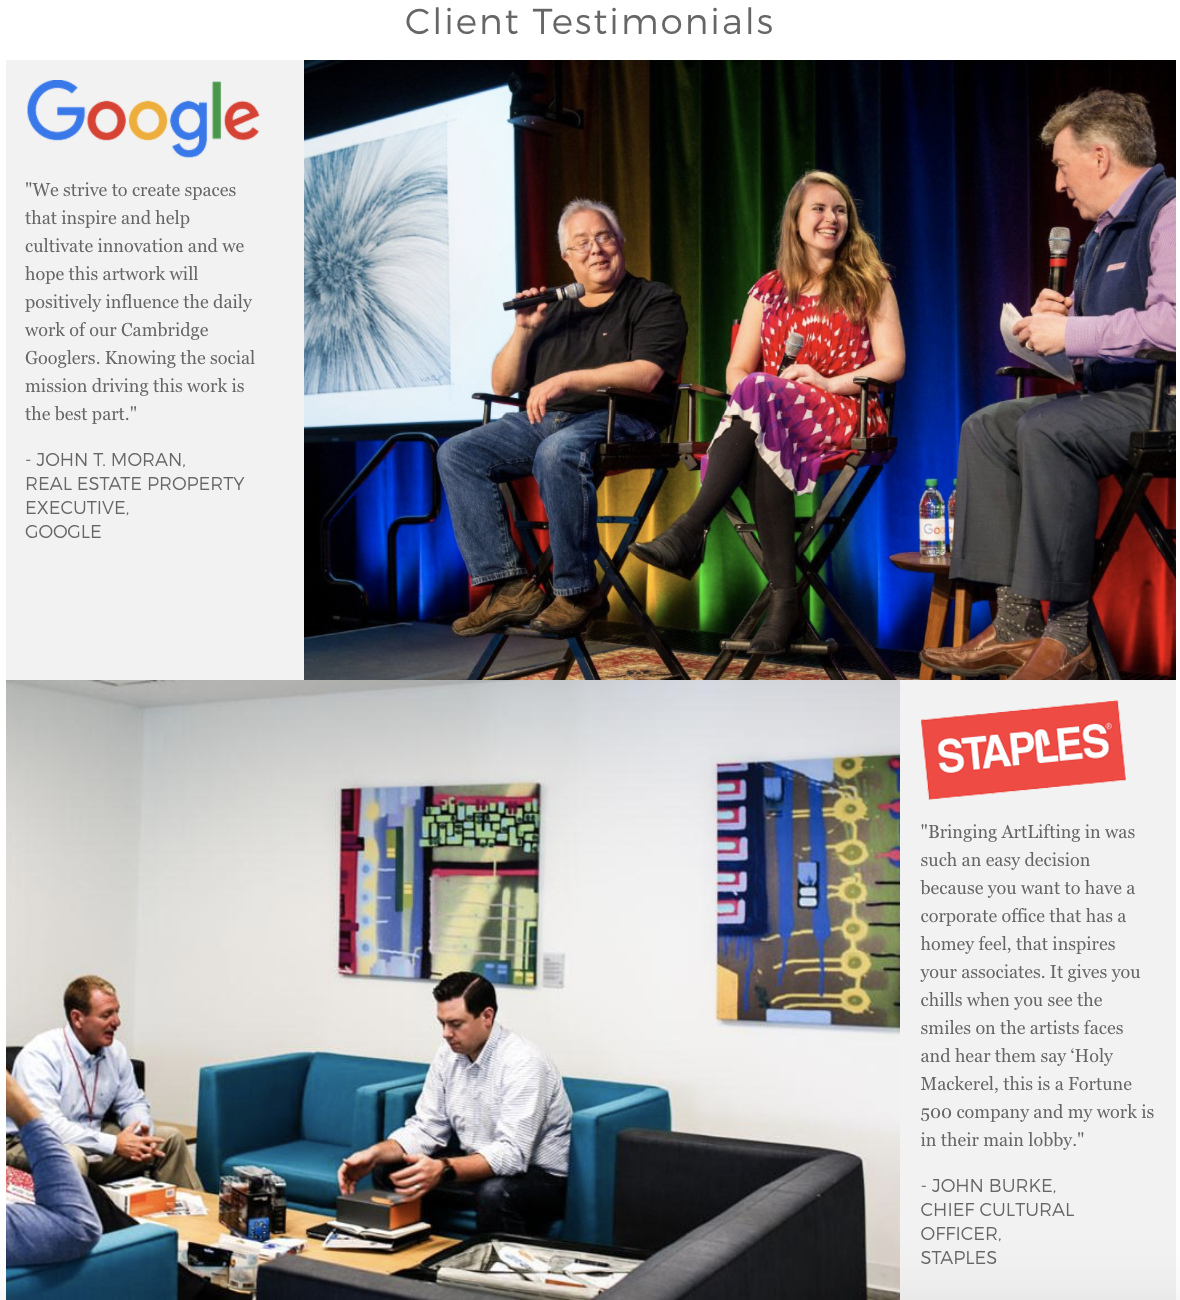 Client Testimonials
Google
"We strive to create spaces
that inspire and help
cultivate innovation and we
hope this artwork will
positively influence the daily
work of our Cambridge
Googlers. Knowing the social
mission driving this work is
the best part."
- JOHN T. MORAN,
REAL ESTATE PROPERTY
EXECUTIVE,
GOOGLE
STAPLES®
"Bringing ArtLifting in was
such an easy decision
because you want to have a
corporate office that has a
homey feel, that inspires
your associates. It gives you
chills when you see the
smiles on the artists faces
and hear them say ‘Holy
Mackerel, this is a Fortune
500 company and my work is
in their main lobby."
- JOHN BURKE,
CHIEF CULTURAL
OFFICER,
STAPLES